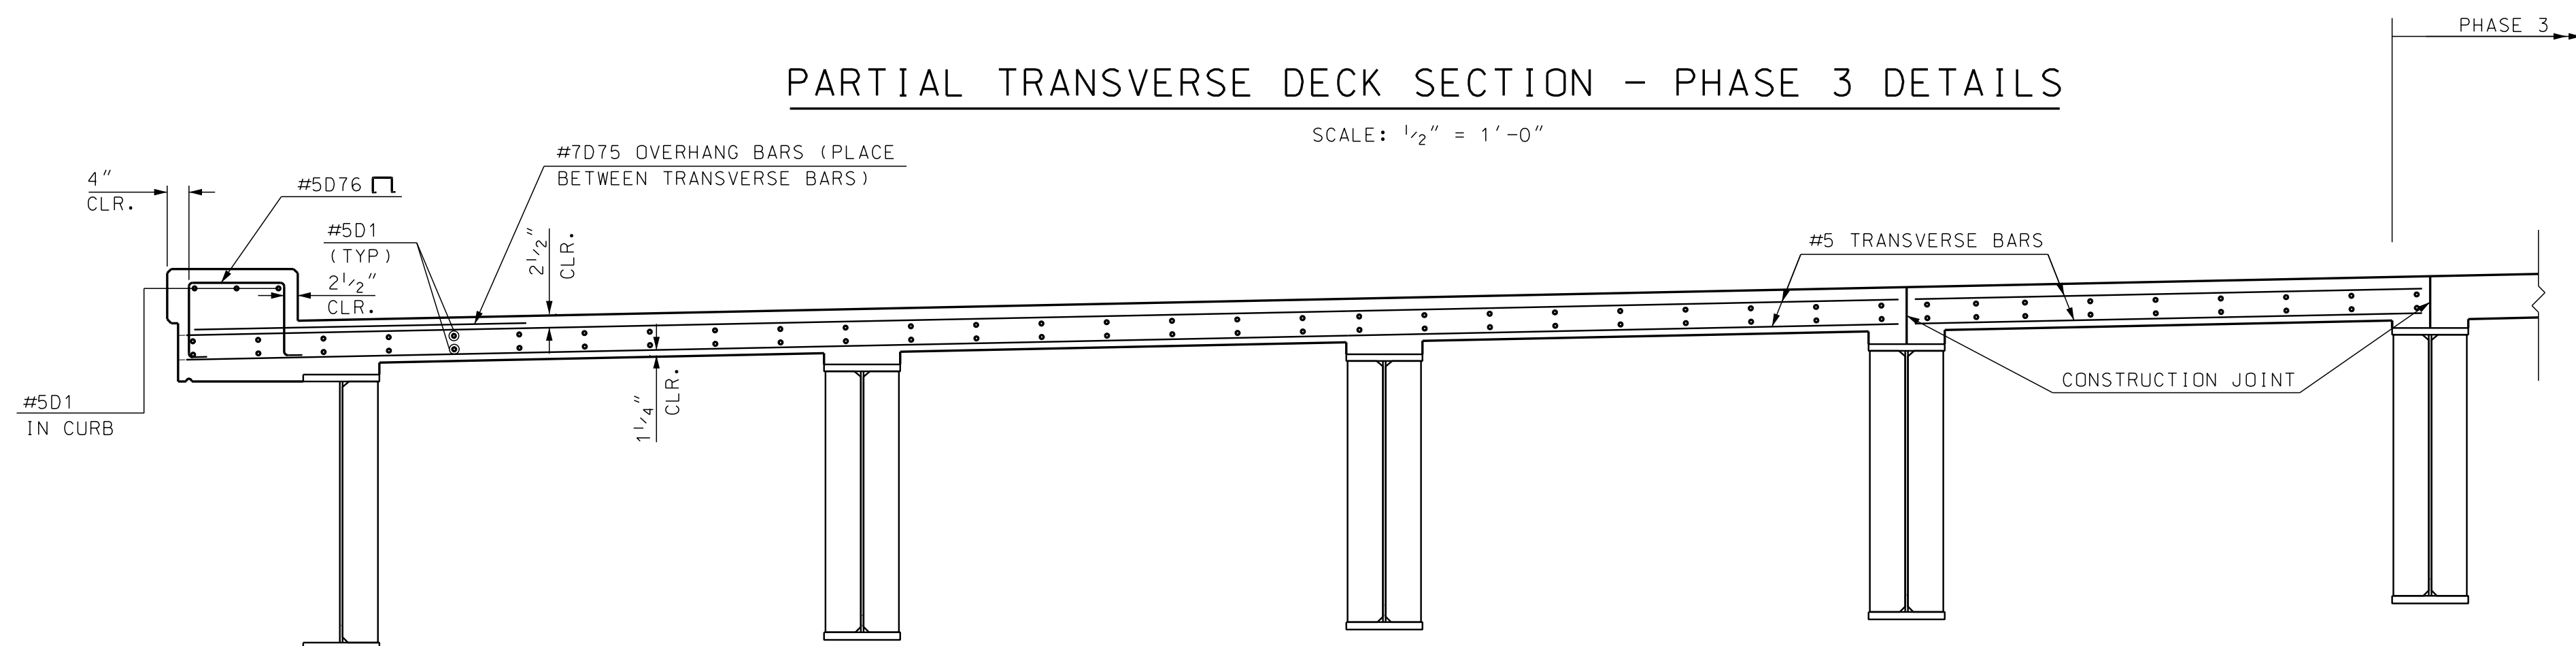 PHASE 3
PARTIAL TRANSVERSE DECK SECTION - PHASE 3 DETAILS
SCALE: 1/2" = 1'-0"
#7D75 OVERHANG BARS (PLACE
BETWEEN TRANSVERSE BARS)
4"
CLR.
#5D76
#5D1
(TYP)
2 1/2"
CLR.
2 1/2"
CLR.
#5 TRANSVERSE BARS
CONSTRUCTION JOINT
1 1/4"
CLR.
#5D1
IN CURB